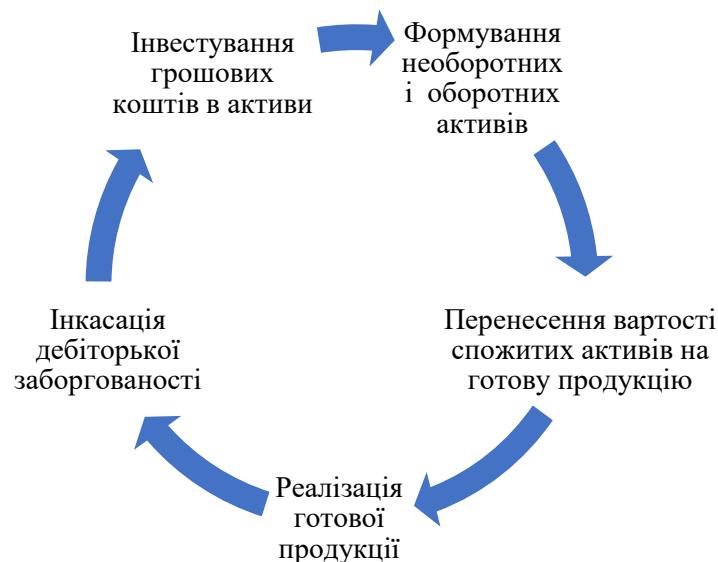 Інвестування
грошових
коштів в активи
Формування
необоротних
і оборотних
активів
Перенесення вартості
спожитих активів на
готову продукцію
Реалізація
готової
продукції
Інкасація
дебіторької
заборгованості